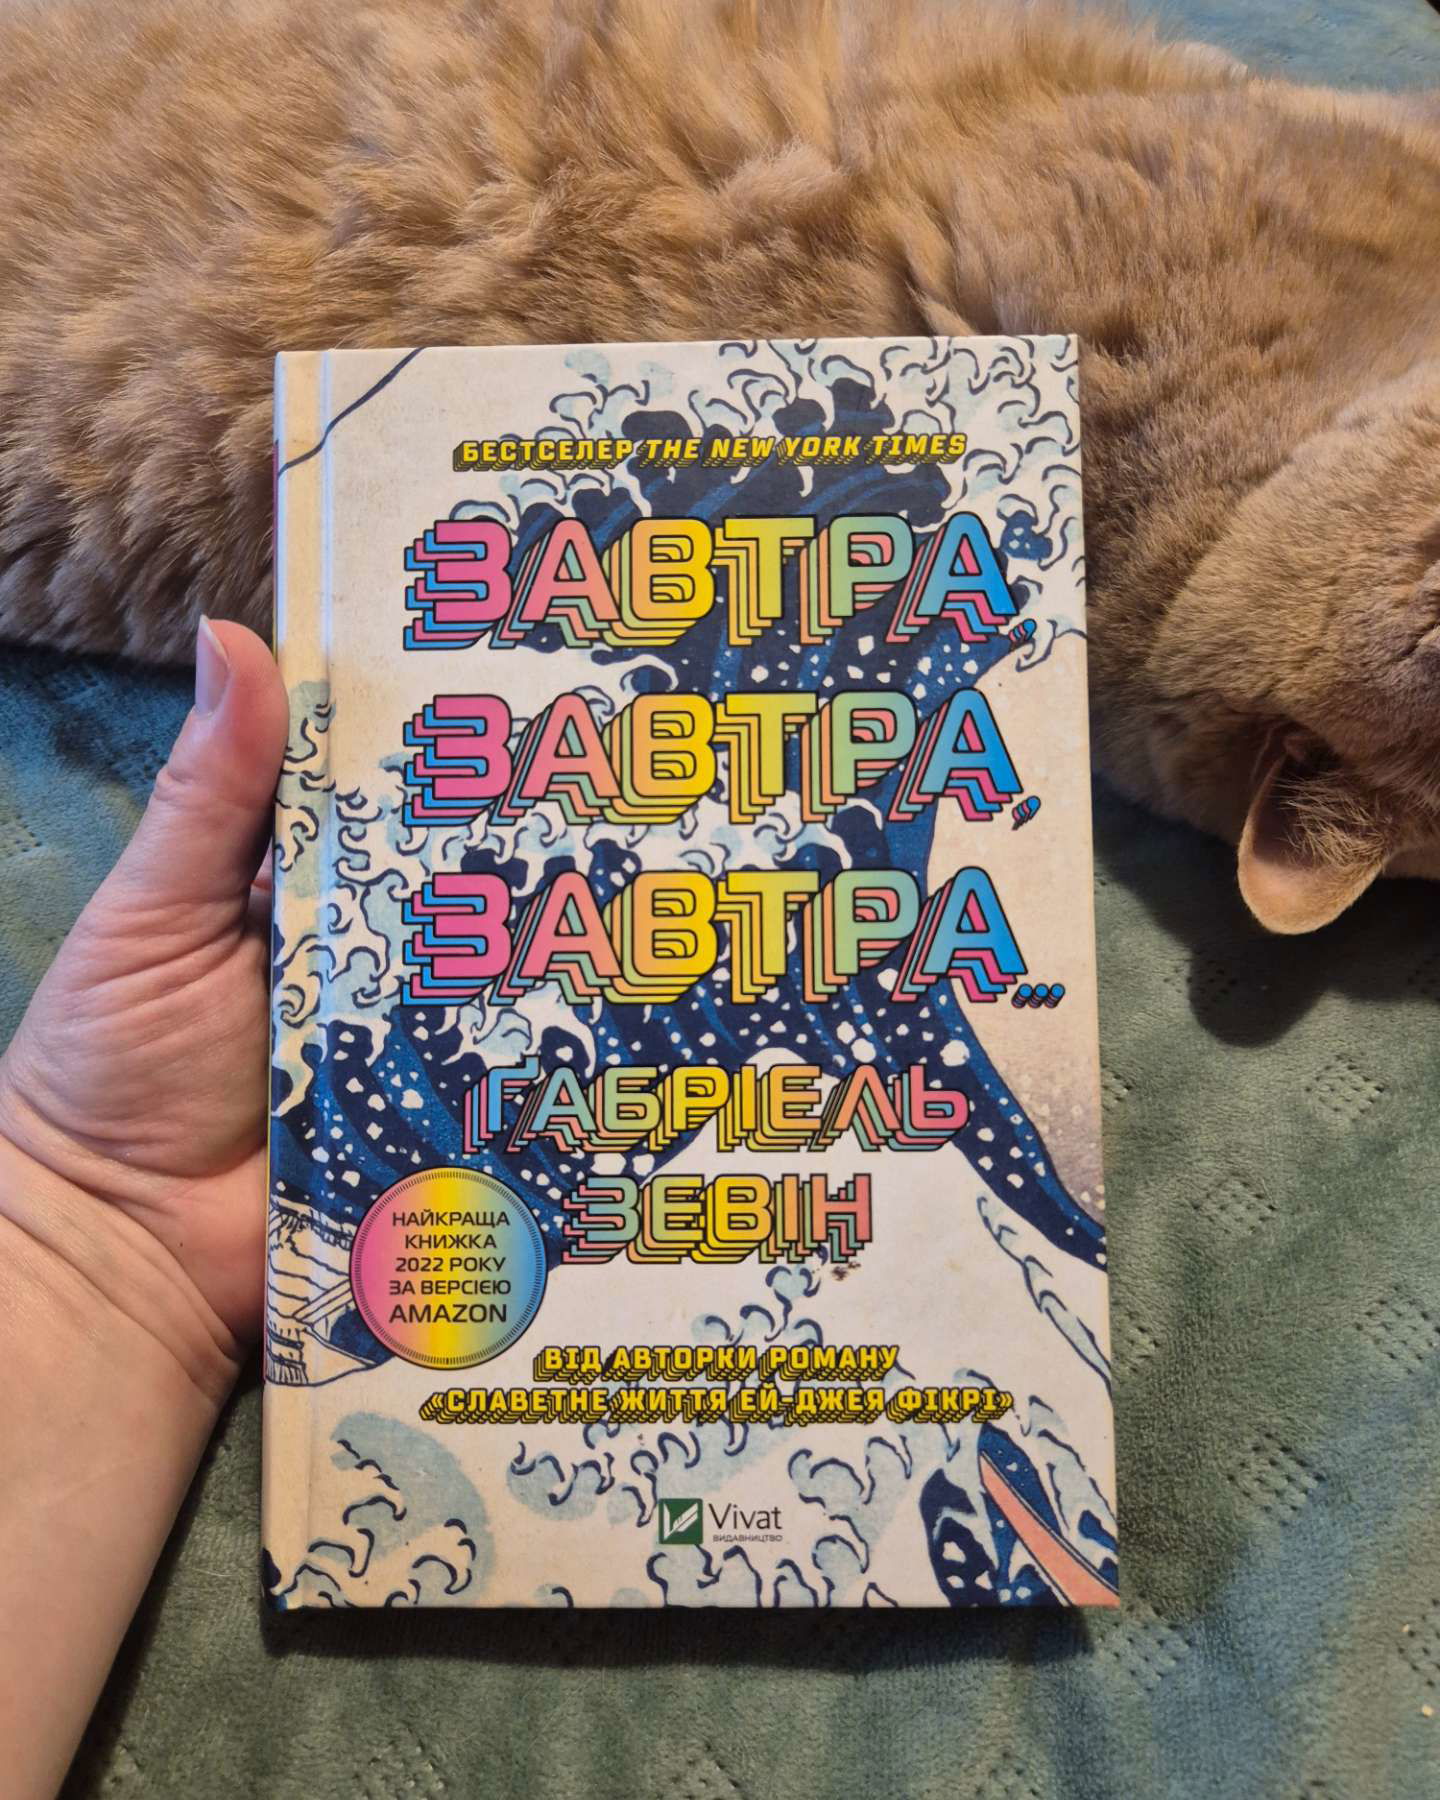 БЕСТСЕЛЕР THE NEW YORK TIMES
ЗАВТРА,
ЗАВТРА,
ЗАВТРА...
ҐАБРІЕЛЬ
ЗЕВІН
НАЙКРАЩА
КНИЖКА
2022 РОКУ
ЗА ВЕРСІЄЮ
AMAZON
ВІД АВТОРКИ РОМАНУ
«СЛАВЕТНЕ ЖИТТЯ ЕЙ-ДЖЕЯ ФІКРІ»
Vivat
ВИДАВНИЦТВО